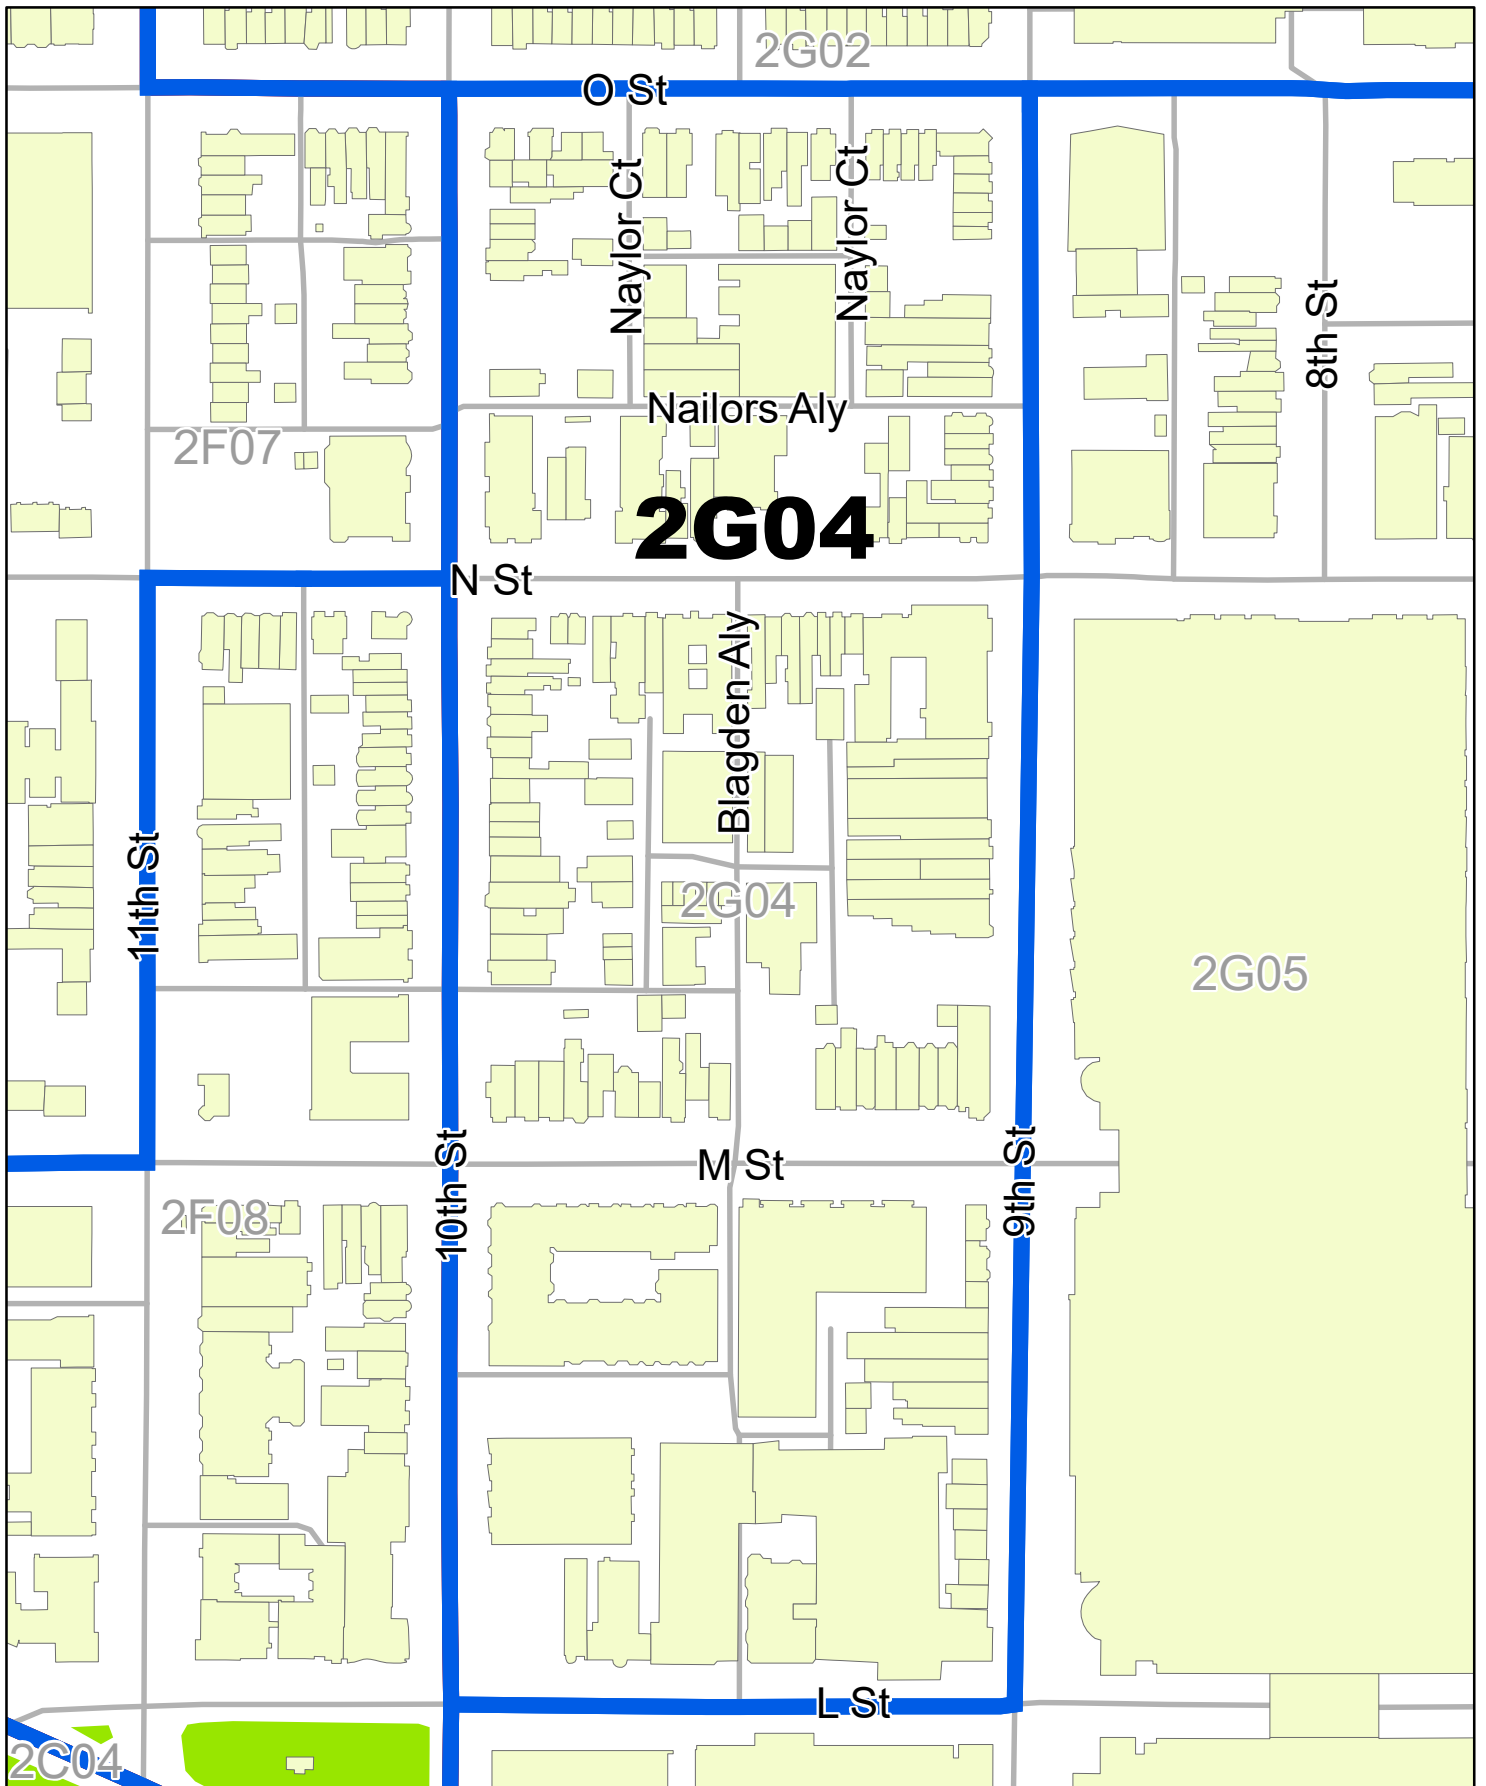 2G02
O St
Naylor Ct
Naylor Ct
8th St
Nailors Aly
2F07
2G04
N St
Blagden Aly
11th St
2G04
2G05
10th St
M St
9th St
2F08
L St
2C04